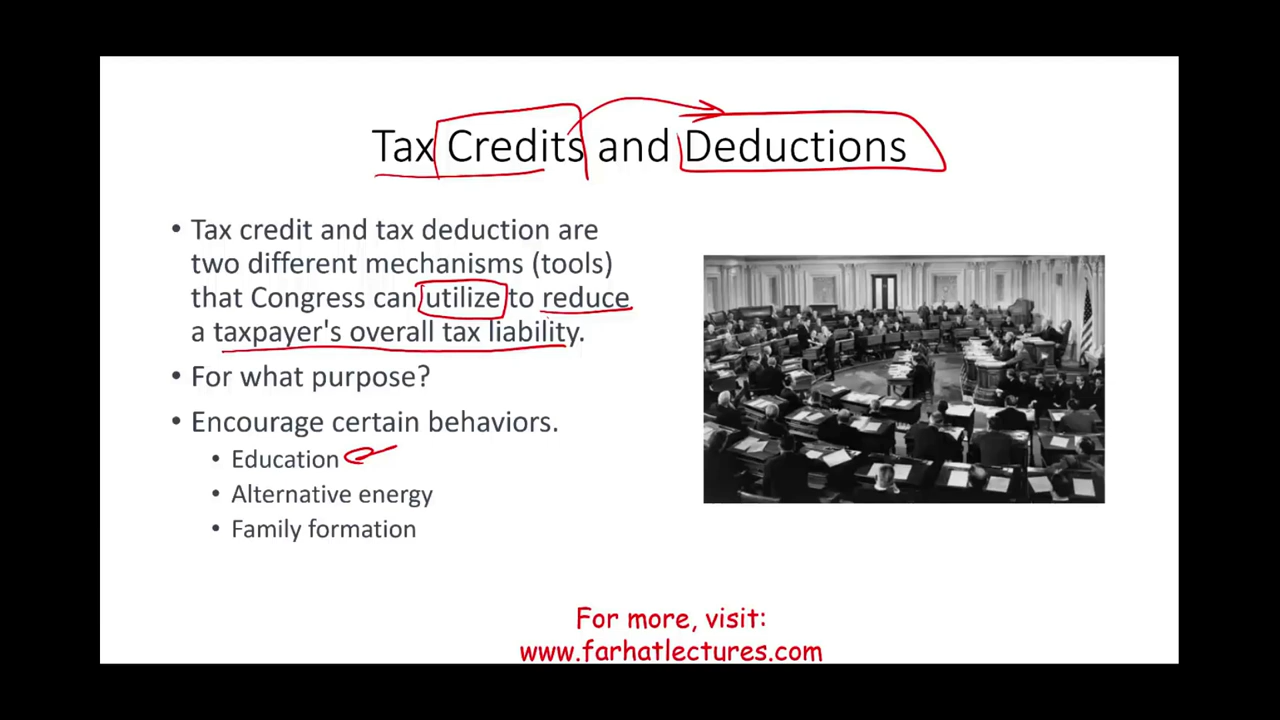 Tax Credits and Deductions
• Tax credit and tax deduction are
two different mechanisms (tools)
that Congress can utilize to reduce
a taxpayer's overall tax liability.
• For what purpose?
• Encourage certain behaviors.
• Education
• Alternative energy
• Family formation
For more, visit:
www.farhatlectures.com